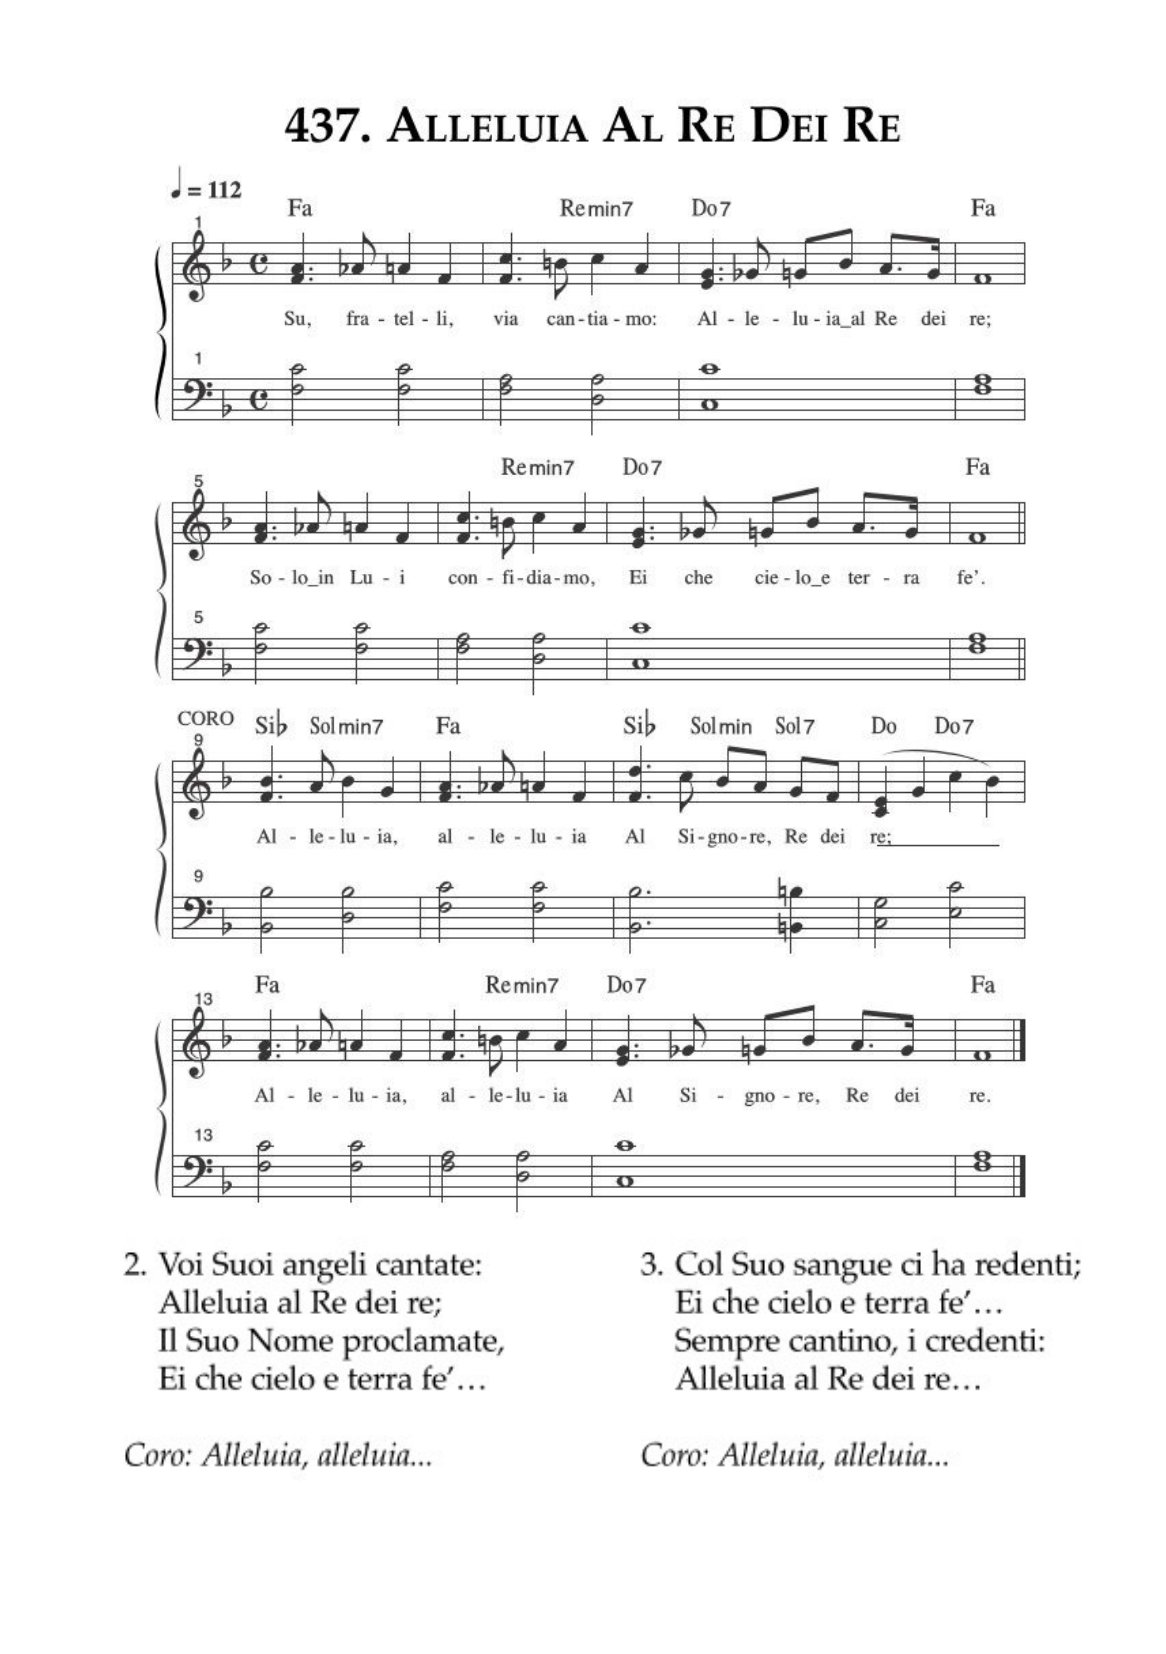 437. Alleluia Al Re Dei Re
♩ = 112
Fa Remin7 Do7 Fa
1
Su, fra - tel - li, via can - tia - mo: Al - le - lu - ia_al Re dei re;
1
Remin7 Do7 Fa
5
So - lo_in Lu - i con - fi - dia - mo, Ei che cie - lo_e ter - ra fe’.
5
CORO Si♭ Solmin7 Fa Si♭ Solmin Sol7 Do Do7
9
Al - le - lu - ia, al - le - lu - ia Al Si - gno - re, Re dei re;
9
Fa Remin7 Do7 Fa
13
Al - le - lu - ia, al - le - lu - ia Al Si - gno - re, Re dei re.
13
2. Voi Suoi angeli cantate:
Alleluia al Re dei re;
Il Suo Nome proclamate,
Ei che cielo e terra fe’…
Coro: Alleluia, alleluia...
3. Col Suo sangue ci ha redenti;
Ei che cielo e terra fe’…
Sempre cantino, i credenti:
Alleluia al Re dei re…
Coro: Alleluia, alleluia...